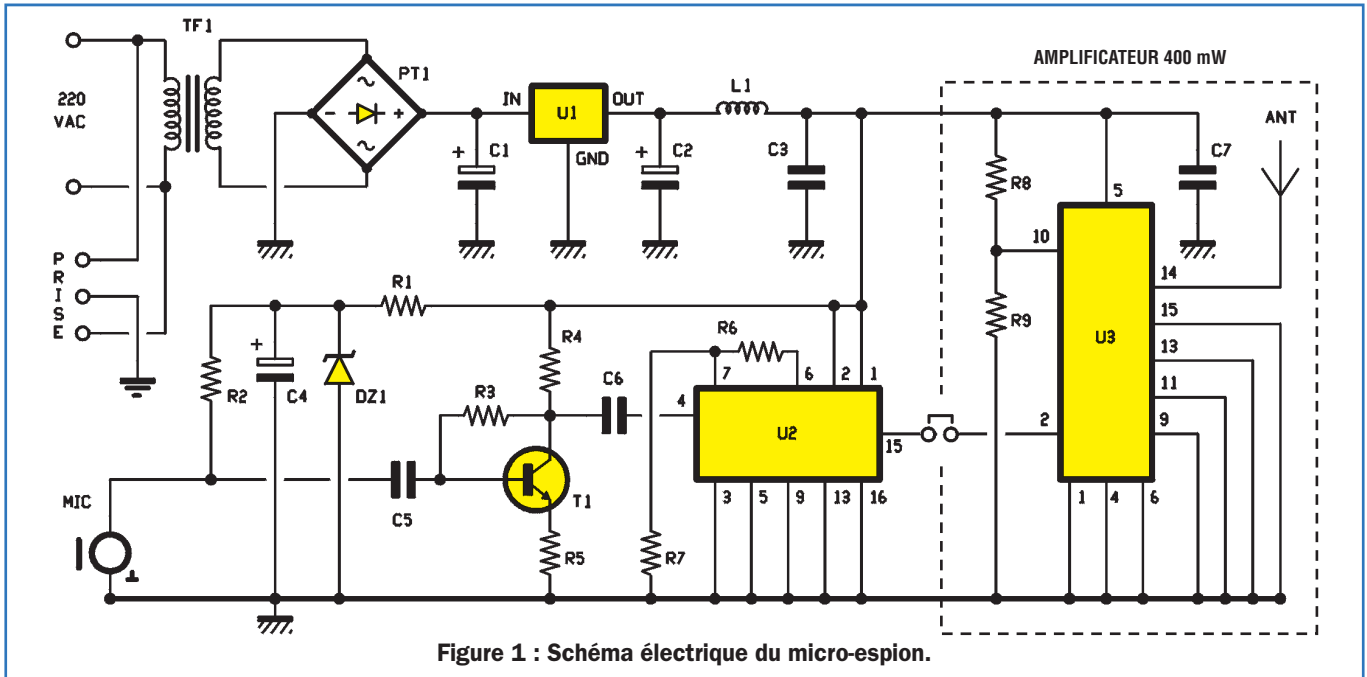 TF1
AMPLIFICATEUR 400 mW
PT1
220
VAC
~
- +
~
IN
U1
OUT
GND
L1
ANT
+
C1
+
C2
C3
C7
R8
5
10
P
R
I
S
E
14
R1
15
R9
U3
R4
R6
13
+
7
6
2
1
11
R2
C4
DZ1
R3
C6
4
9
U2
2
15
MIC
C5
T1
3
5
9
13
16
1
4
6
R5
R7
Figure 1 : Schéma électrique du micro-espion.